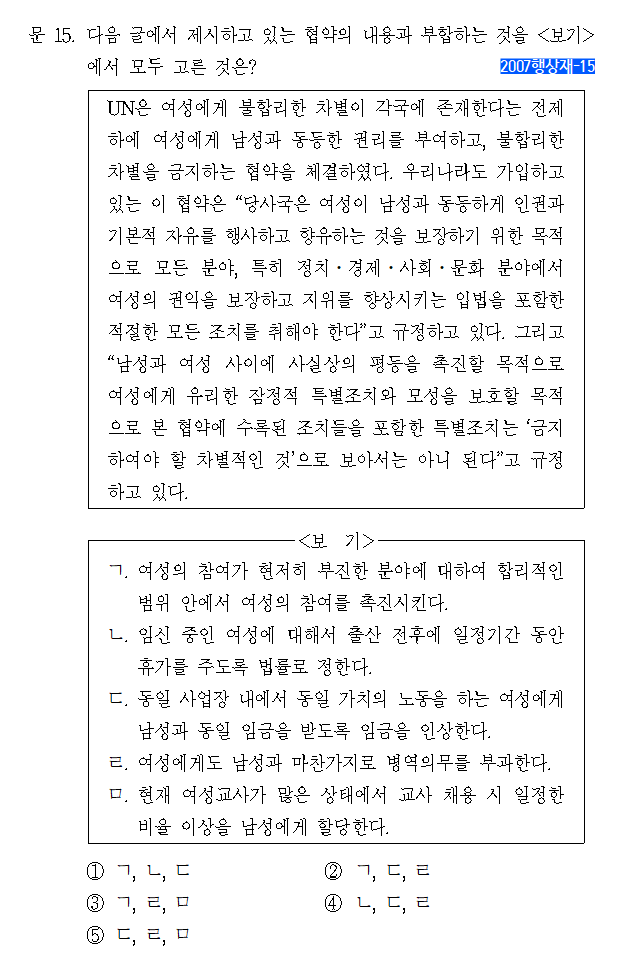 문 15. 다음 글에서 제시하고 있는 협약의 내용과 부합하는 것을 <보기>
에서 모두 고른 것은?
2007행상재-15
UN은 여성에게 불합리한 차별이 각국에 존재한다는 전제
하에 여성에게 남성과 동등한 권리를 부여하고, 불합리한
차별을 금지하는 협약을 체결하였다. 우리나라도 가입하고
있는 이 협약은 “당사국은 여성이 남성과 동등하게 인권과
기본적 자유를 행사하고 향유하는 것을 보장하기 위한 목적
으로 모든 분야, 특히 정치·경제·사회·문화 분야에서
여성의 권익을 보장하고 지위를 향상시키는 입법을 포함한
적절한 모든 조치를 취해야 한다”고 규정하고 있다. 그리고
“남성과 여성 사이에 사실상의 평등을 촉진할 목적으로
여성에게 유리한 잠정적 특별조치와 모성을 보호할 목적
으로 본 협약에 수록된 조치들을 포함한 특별조치는 ‘금지
하여야 할 차별적인 것’으로 보아서는 아니 된다”고 규정
하고 있다.
<보 기>
ㄱ. 여성의 참여가 현저히 부진한 분야에 대하여 합리적인
범위 안에서 여성의 참여를 촉진시킨다.
ㄴ. 임신 중인 여성에 대해서 출산 전후에 일정기간 동안
휴가를 주도록 법률로 정한다.
ㄷ. 동일 사업장 내에서 동일 가치의 노동을 하는 여성에게
남성과 동일 임금을 받도록 임금을 인상한다.
ㄹ. 여성에게도 남성과 마찬가지로 병역의무를 부과한다.
ㅁ. 현재 여성교사가 많은 상태에서 교사 채용 시 일정한
비율 이상을 남성에게 할당한다.
① ㄱ, ㄴ, ㄷ ② ㄱ, ㄷ, ㄹ
③ ㄱ, ㄹ, ㅁ ④ ㄴ, ㄷ, ㄹ
⑤ ㄷ, ㄹ, ㅁ